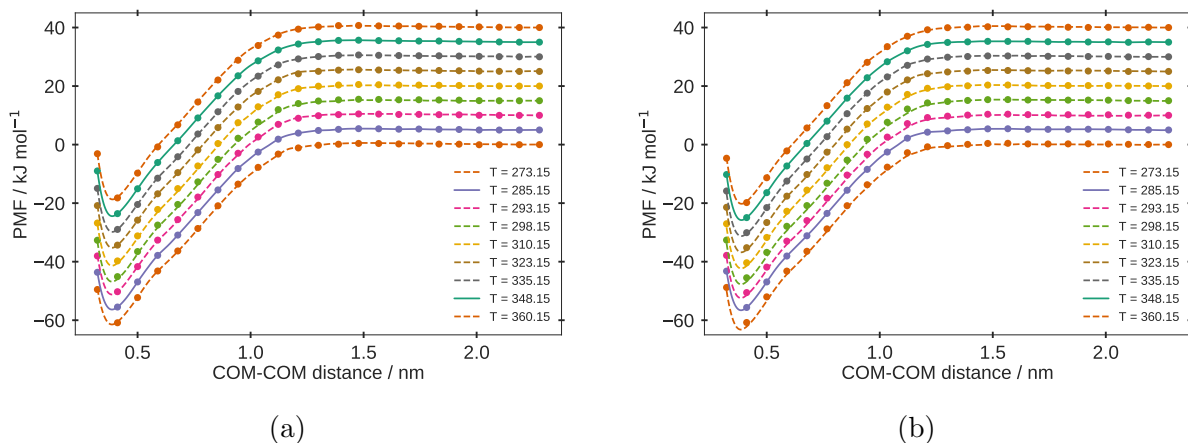 40
20
0
−20
−40
−60
PMF / kJ mol⁻¹
T = 273.15
T = 285.15
T = 293.15
T = 298.15
T = 310.15
T = 323.15
T = 335.15
T = 348.15
T = 360.15
0.5 1.0 1.5 2.0
COM-COM distance / nm
(a)
40
20
0
−20
−40
−60
PMF / kJ mol⁻¹
T = 273.15
T = 285.15
T = 293.15
T = 298.15
T = 310.15
T = 323.15
T = 335.15
T = 348.15
T = 360.15
0.5 1.0 1.5 2.0
COM-COM distance / nm
(b)